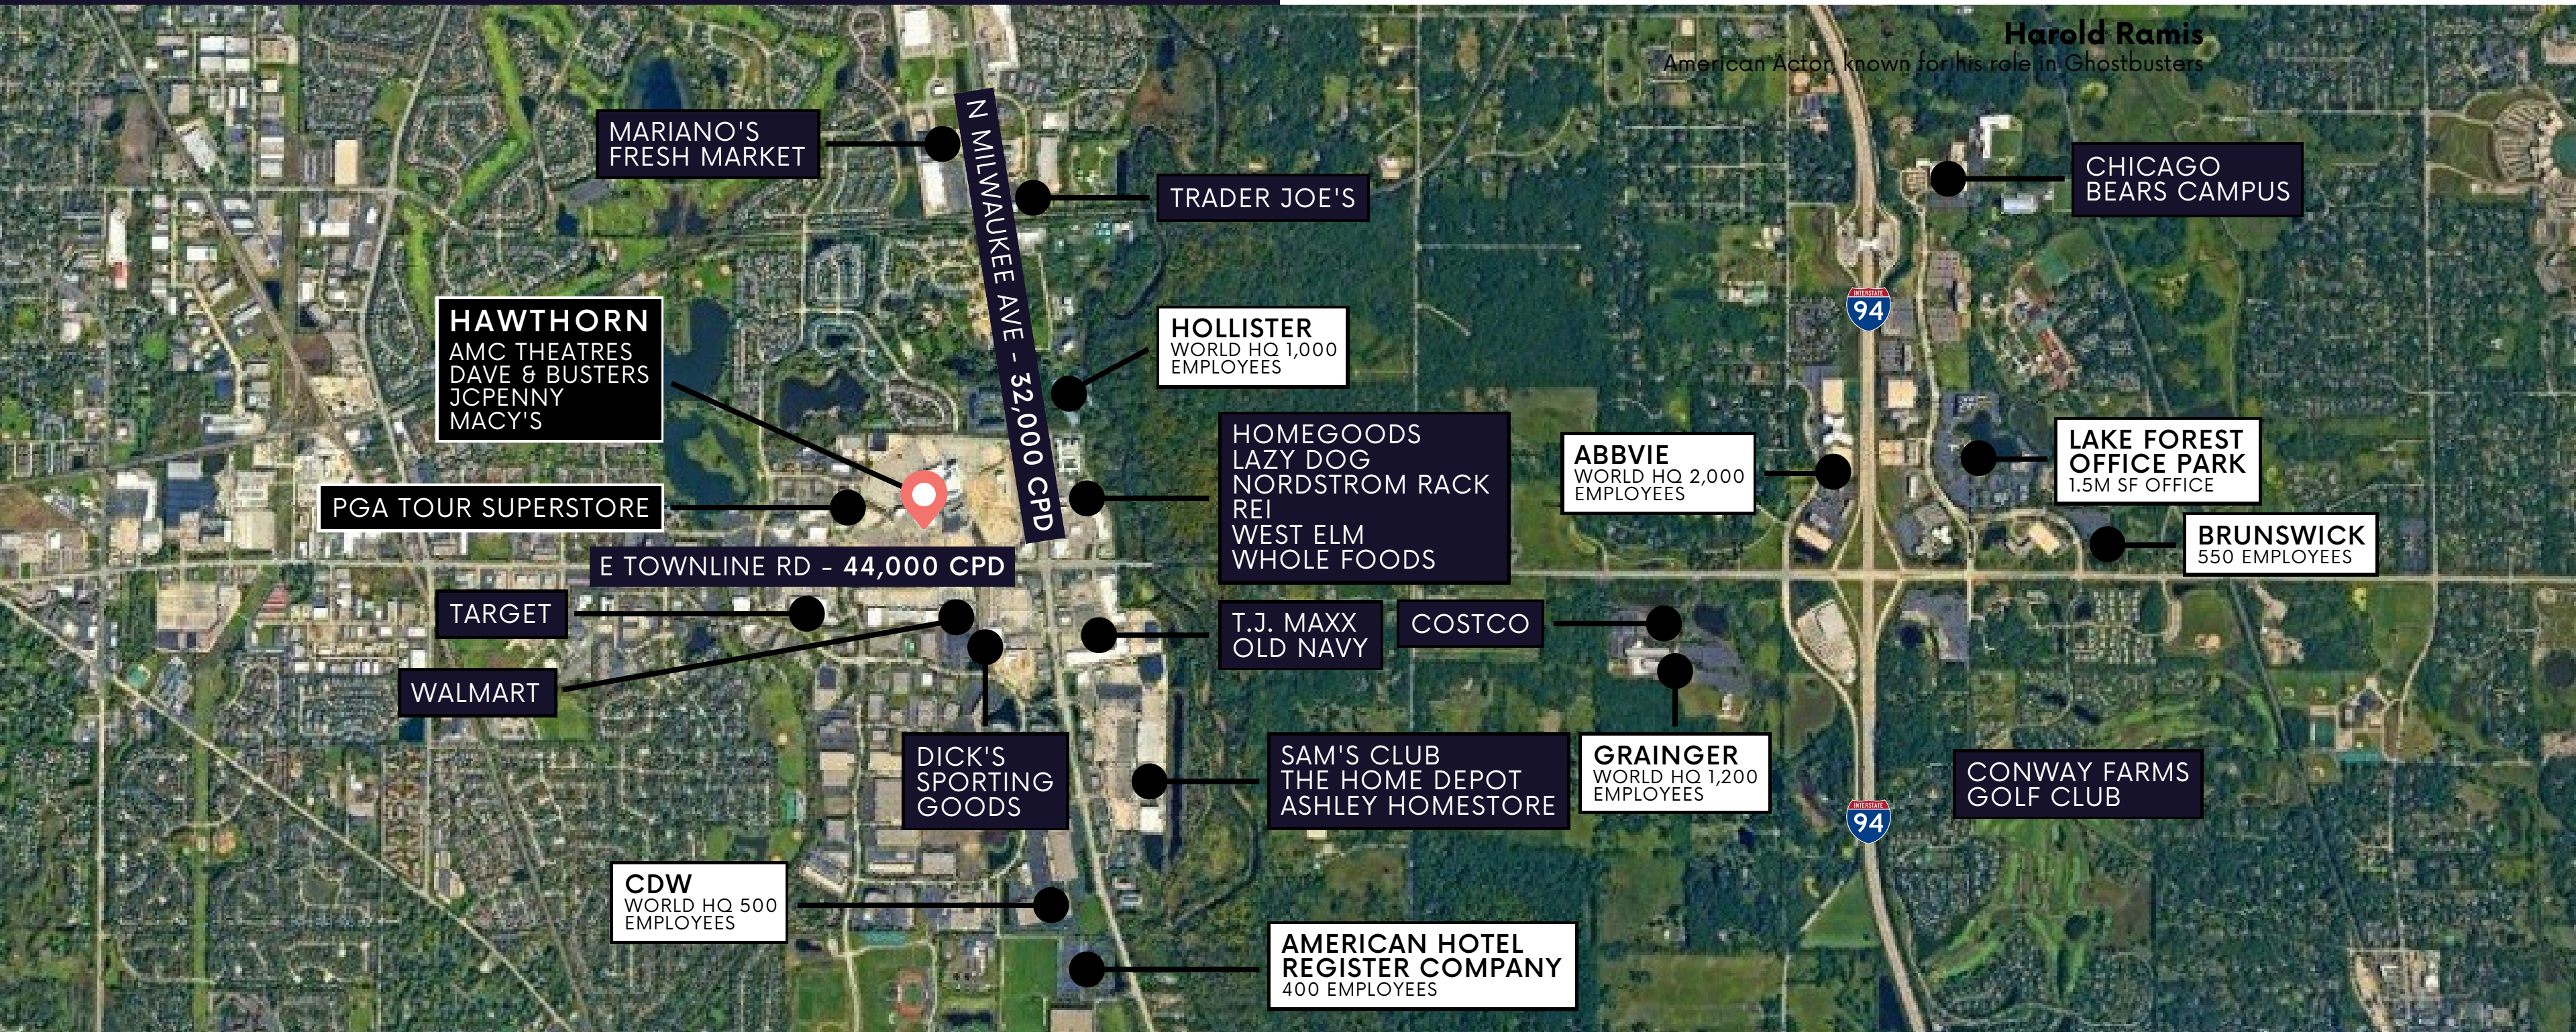 Harold Ramis
American Actor, known for his role in Ghostbusters
MARIANO'S
FRESH MARKET
N MILWAUKEE AVE - 32,000 CPD
TRADER JOE'S
CHICAGO
BEARS CAMPUS
HAWTHORN
AMC THEATRES
DAVE & BUSTERS
JCPENNY
MACY'S
HOLLISTER
WORLD HQ 1,000
EMPLOYEES
INTERSTATE
94
PGA TOUR SUPERSTORE
HOMEGOODS
LAZY DOG
NORDSTROM RACK
REI
WEST ELM
WHOLE FOODS
ABBVIE
WORLD HQ 2,000
EMPLOYEES
LAKE FOREST
OFFICE PARK
1.5M SF OFFICE
BRUNSWICK
550 EMPLOYEES
E TOWNLINE RD - 44,000 CPD
TARGET
T.J. MAXX
OLD NAVY
COSTCO
WALMART
DICK'S
SPORTING
GOODS
SAM'S CLUB
THE HOME DEPOT
ASHLEY HOMESTORE
GRAINGER
WORLD HQ 1,200
EMPLOYEES
INTERSTATE
94
CONWAY FARMS
GOLF CLUB
CDW
WORLD HQ 500
EMPLOYEES
AMERICAN HOTEL
REGISTER COMPANY
400 EMPLOYEES